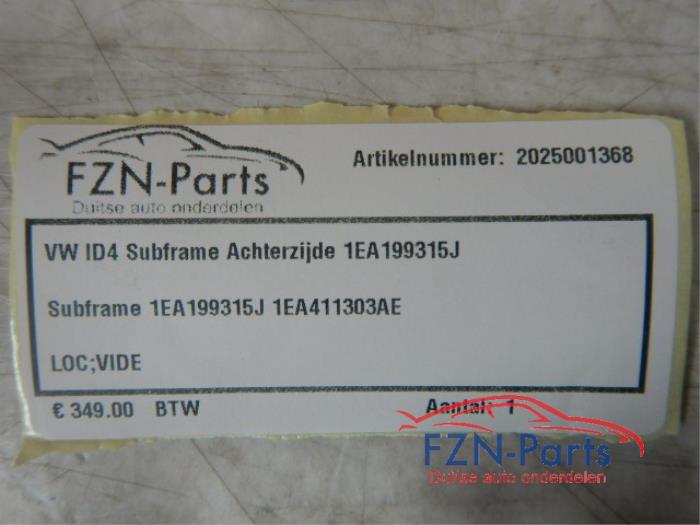 FZN-Parts
Duitse auto onderdelen
Artikelnummer: 2025001368
VW ID4 Subframe Achterzijde 1EA199315J
Subframe 1EA199315J 1EA411303AE
LOC;VIDE
€ 349.00 BTW
Aantal: 1
FZN-Parts
Duitse auto onderdelen